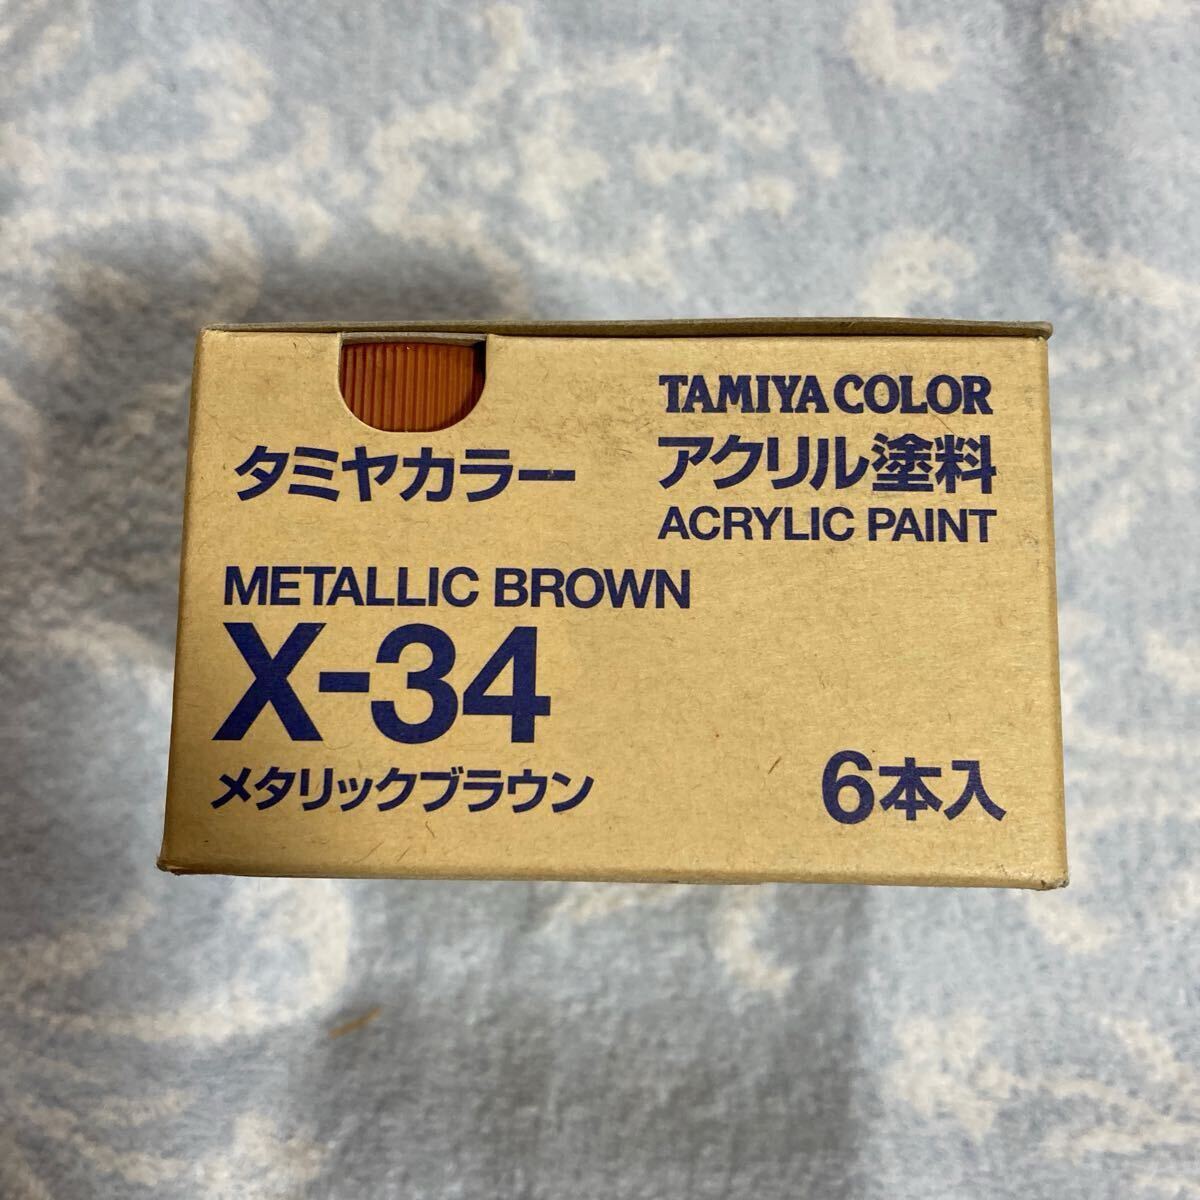 TAMIYA COLOR
タミヤカラー
アクリル塗料
ACRYLIC PAINT
METALLIC BROWN
X-34
メタリックブラウン
6本入